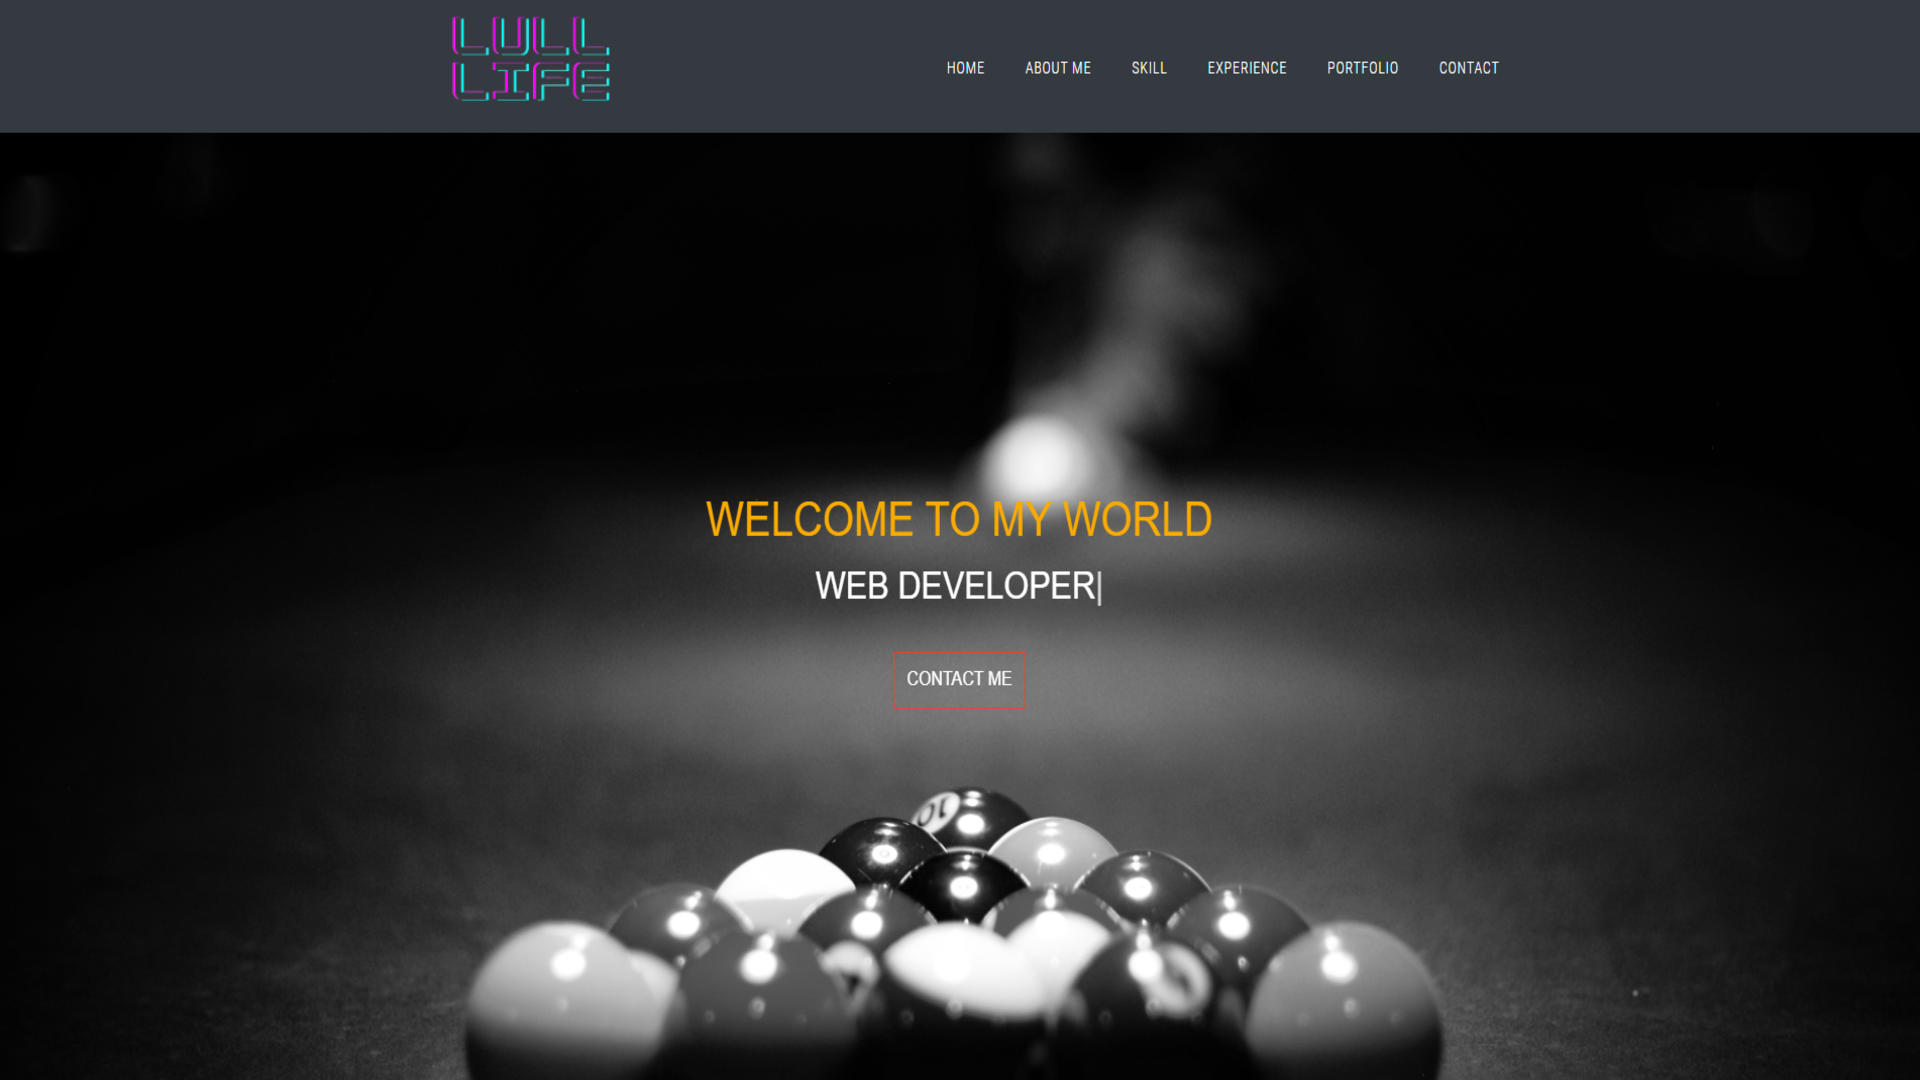 LULL
LIFE
HOME ABOUT ME SKILL EXPERIENCE PORTFOLIO CONTACT
WELCOME TO MY WORLD
WEB DEVELOPER|
CONTACT ME
10